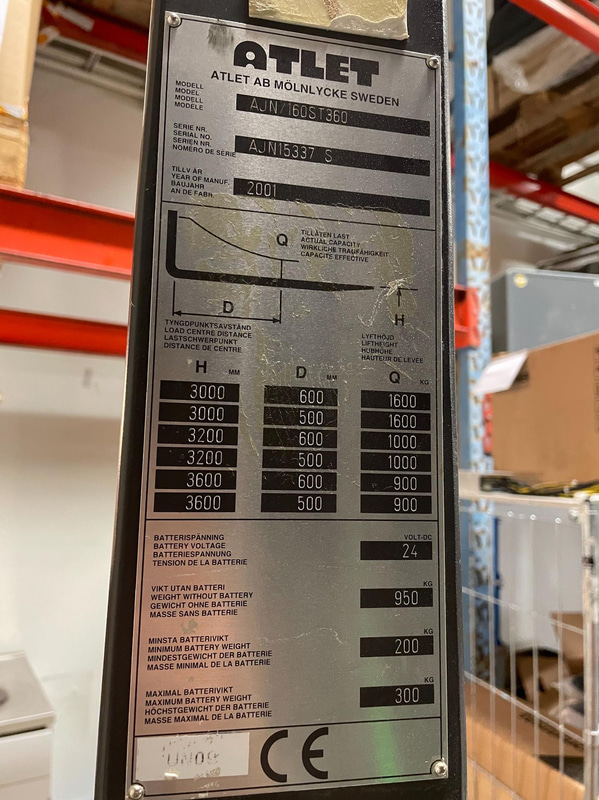 ATLET
ATLET AB MÖLNLYCKE SWEDEN
MODELL
MODEL
MODELL
MODELE
AJN/160ST360
SERIE NR.
SERIAL NO.
SERIEN NR.
NOMÉRO DE SÉRIE
AJN15337 S
TILLV ÅR
YEAR OF MANUF.
BAUJAHR
AN DE FABR.
2001
Q
TILLÅTEN LAST
ACTUAL CAPACITY
WIRKLICHE TRAUFÄHIGKEIT
CAPACITE EFFECTIVE
D
H
TYNGDPUNKTSAVSTÅND
LOAD CENTRE DISTANCE
LASTSCHWERPUNKT
DISTANCE DE CENTRE
LYFTHÖJD
LIFTHEIGHT
HUBHÖHE
HAUTEUR DE LEVÉE
H MM D MM Q KG
3000 600 1600
3000 500 1600
3200 600 1000
3200 500 1000
3600 600 900
3600 500 900
BATTERISPÄNNING
BATTERY VOLTAGE
BATTERIESPANNUNG
TENSION DE LA BATTERIE
VOLT-DC
24
VIKT UTAN BATTERI
WEIGHT WITHOUT BATTERY
GEWICHT OHNE BATTERIE
MASSE SANS BATTERIE
KG
950
MINSTA BATTERIVIKT
MINIMUM BATTERY WEIGHT
MINDESTGEWICHT DER BATTERIE
MASSE MINIMAL DE LA BATTERIE
KG
200
MAXIMAL BATTERIVIKT
MAXIMUM BATTERY WEIGHT
HÖCHSTGEWICHT DER BATTERIE
MASSE MAXIMAL DE LA BATTERIE
KG
300
UN09
CE